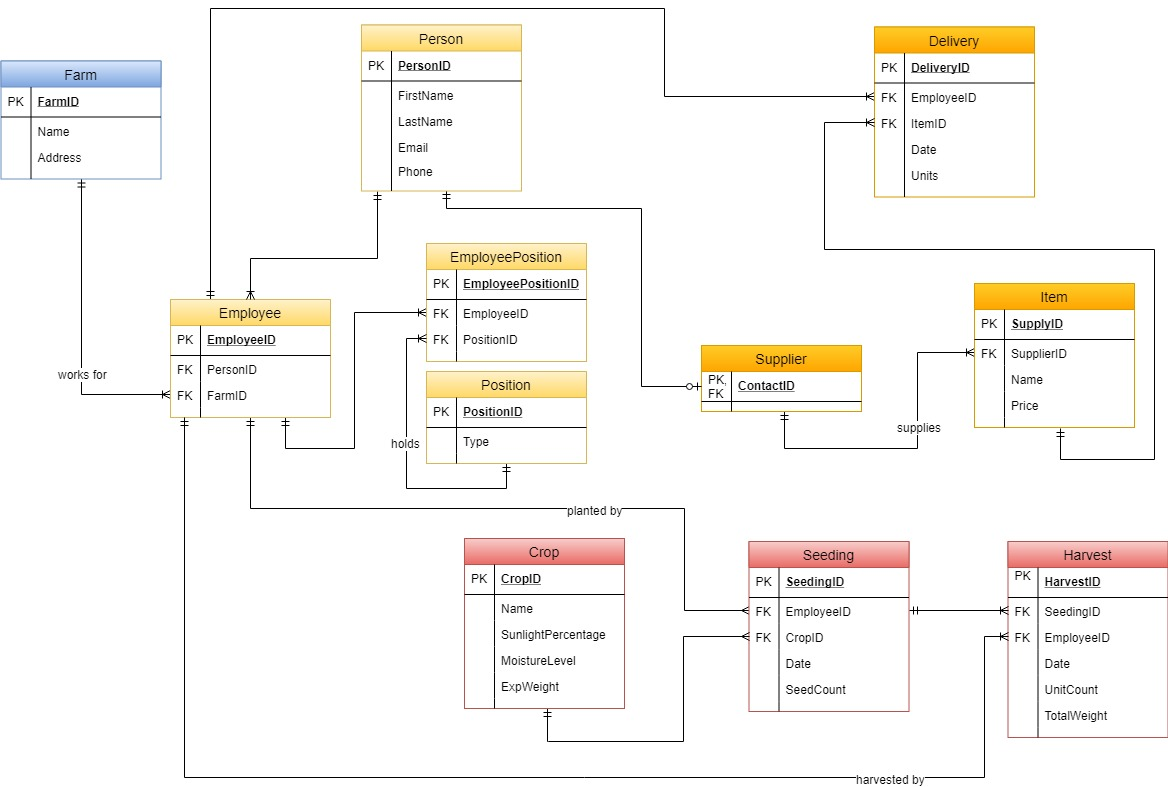 Farm
PK FarmID
Name
Address
Person
PK PersonID
FirstName
LastName
Email
Phone
Delivery
PK DeliveryID
FK EmployeeID
FK ItemID
Date
Units
EmployeePosition
PK EmployeePositionID
FK EmployeeID
FK PositionID
Employee
PK EmployeeID
FK PersonID
FK FarmID
works for
Position
PK PositionID
Type
holds
Supplier
PK, FK ContactID
supplies
Item
PK SupplyID
FK SupplierID
Name
Price
planted by
Crop
PK CropID
Name
SunlightPercentage
MoistureLevel
ExpWeight
Seeding
PK SeedingID
FK EmployeeID
FK CropID
Date
SeedCount
Harvest
PK HarvestID
FK SeedingID
FK EmployeeID
Date
UnitCount
TotalWeight
harvested by